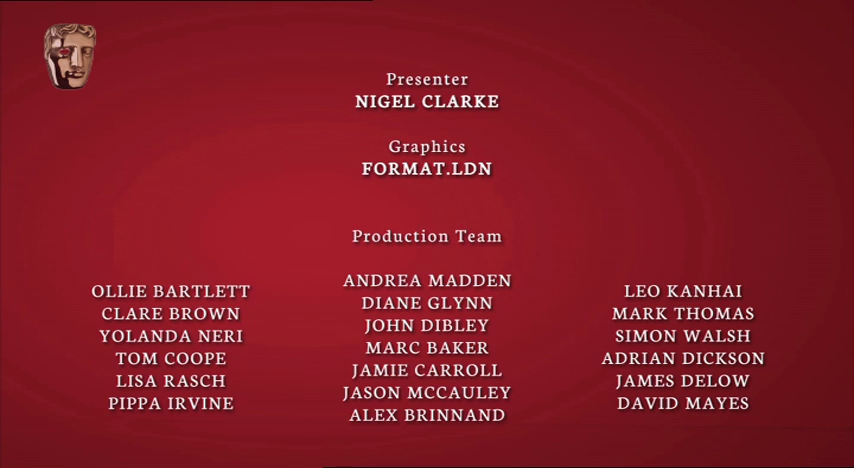 Presenter
NIGEL CLARKE
Graphics
FORMAT.LDN
Production Team
OLLIE BARTLETT
CLARE BROWN
YOLANDA NERI
TOM COOPE
LISA RASCH
PIPPA IRVINE
ANDREA MADDEN
DIANE GLYNN
JOHN DIBLEY
MARC BAKER
JAMIE CARROLL
JASON MCCAULEY
ALEX BRINNAND
LEO KANHAI
MARK THOMAS
SIMON WALSH
ADRIAN DICKSON
JAMES DELOW
DAVID MAYES